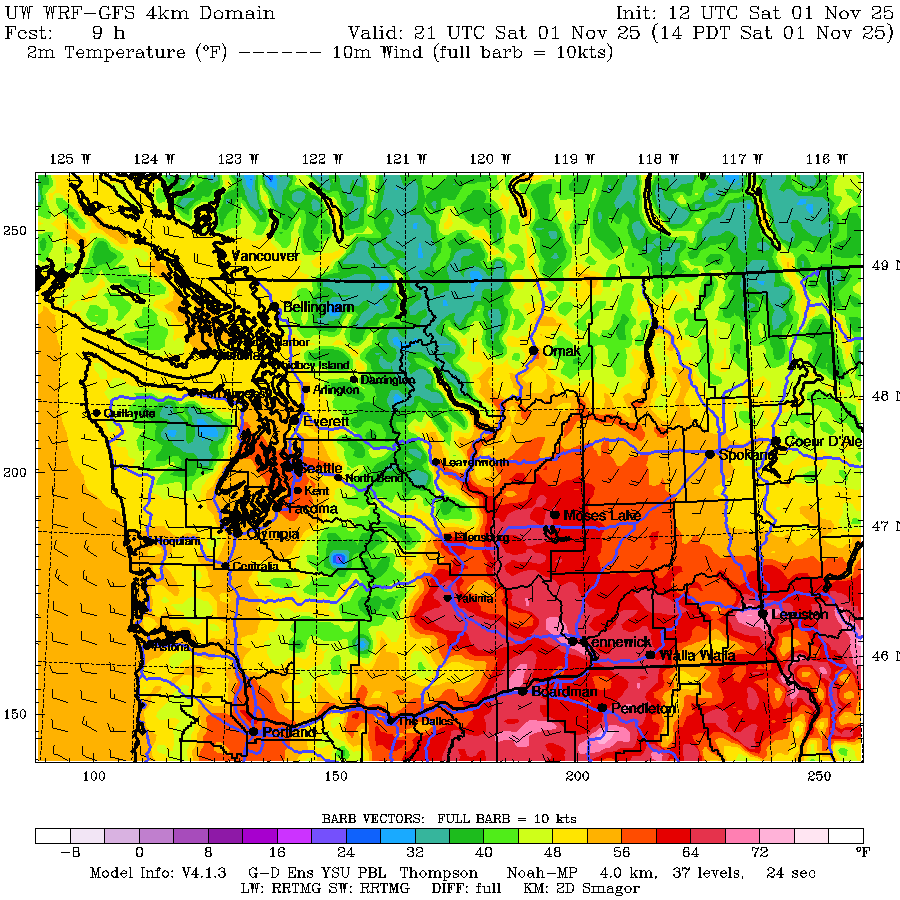 UW WRF-GFS 4km Domain Init: 12 UTC Sat 01 Nov 25
Fcst: 9 h Valid: 21 UTC Sat 01 Nov 25 (14 PDT Sat 01 Nov 25)
2m Temperature (°F) ------ 10m Wind (full barb = 10kts)
125 W 124 W 123 W 122 W 121 W 120 W 119 W 118 W 117 W 116 W
250
Vancouver
49 N
Bellingham
Harbor
Omak
Whidbey Island
Darrington
Arlington
48 N
Quillayute
Everett
Coeur D'Ale
Spokane
Leavenworth
200
Seattle
North Bend
Kent
Tacoma
Moses Lake
47 N
Olympia
Ellensburg
Hoquiam
Centralia
Yakima
Lewiston
Kennewick
Astoria
Walla Walla
46 N
Boardman
Pendleton
150
The Dalles
Portland
100 150 200 250
BARB VECTORS: FULL BARB = 10 kts
-8 0 8 16 24 32 36 40 44 48 52 56 60 64 68 72 °F
Model Info: V4.1.3 G-D Ens YSU PBL Thompson Noah-MP 4.0 km, 37 levels, 24 sec
LW: RRTMG SW: RRTMG DIFF: full KM: 2D Smagor